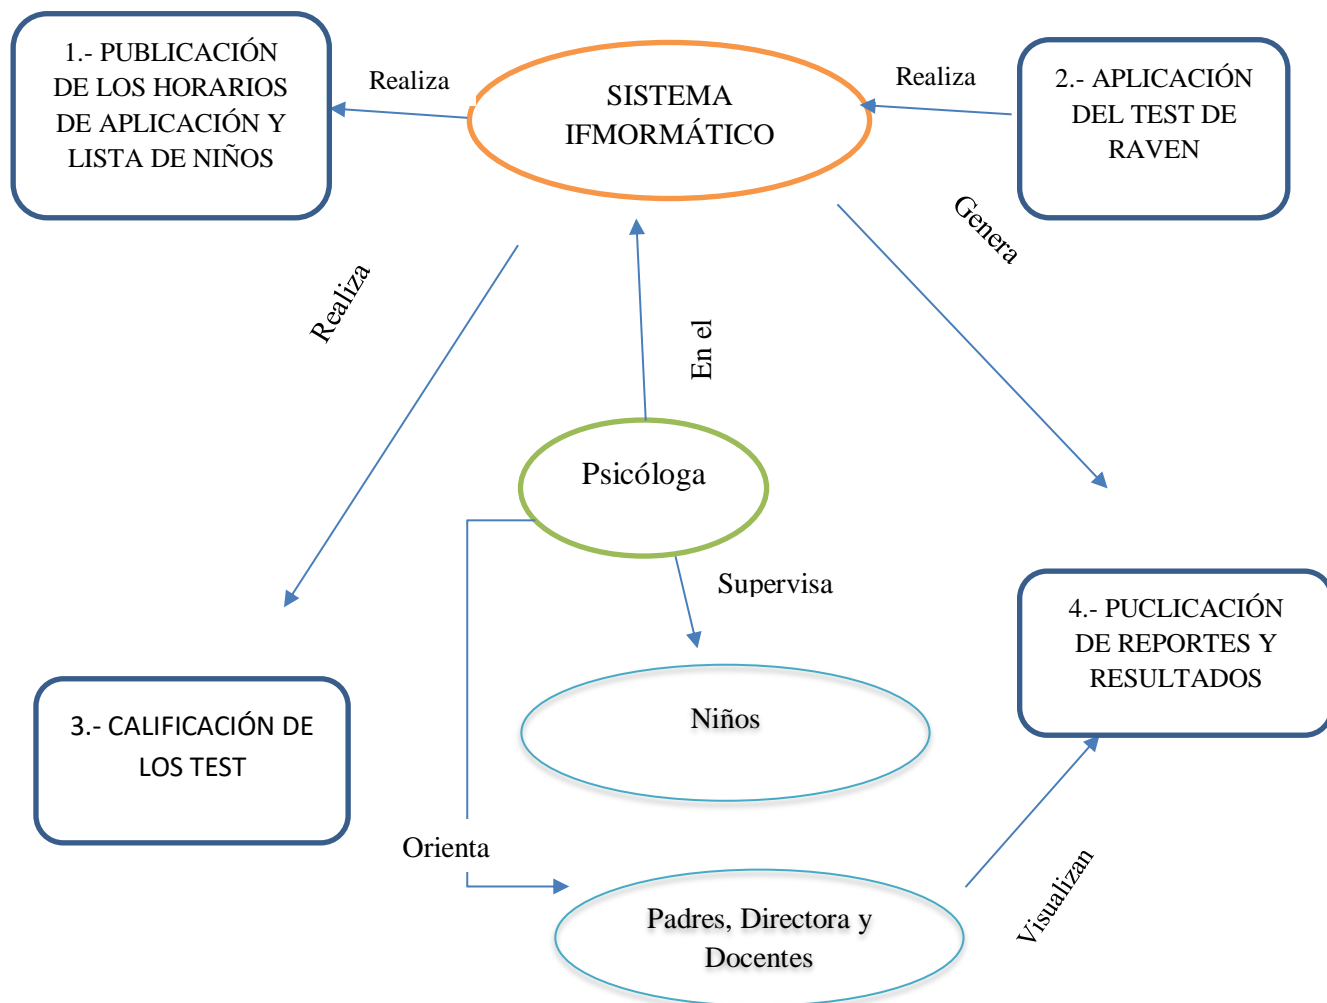 1.- PUBLICACIÓN
DE LOS HORARIOS
DE APLICACIÓN Y
LISTA DE NIÑOS
Realiza
SISTEMA
IFMORMÁTICO
Realiza
2.- APLICACIÓN
DEL TEST DE
RAVEN
Realiza
Genera
En el
Psicóloga
Supervisa
3.- CALIFICACIÓN DE
LOS TEST
Niños
4.- PUCLICACIÓN
DE REPORTES Y
RESULTADOS
Orienta
Padres, Directora y
Docentes
Visualizan